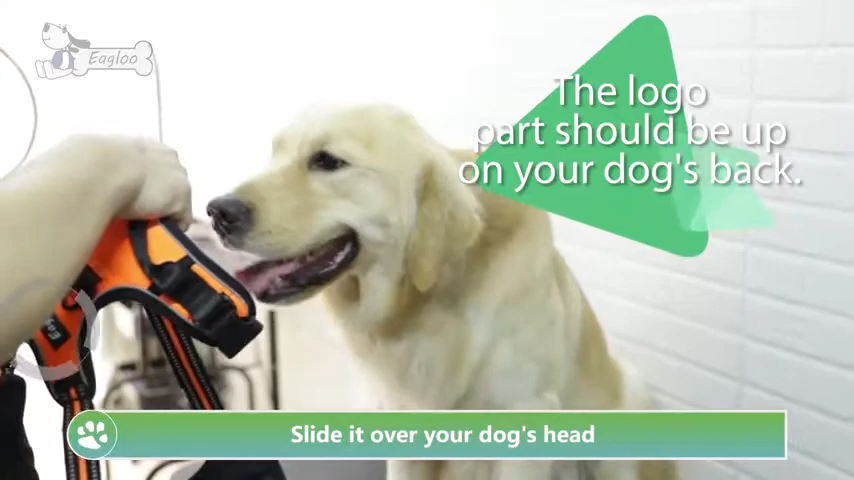 Eagloo
The logo
part should be up
on your dog's back.
Slide it over your dog's head